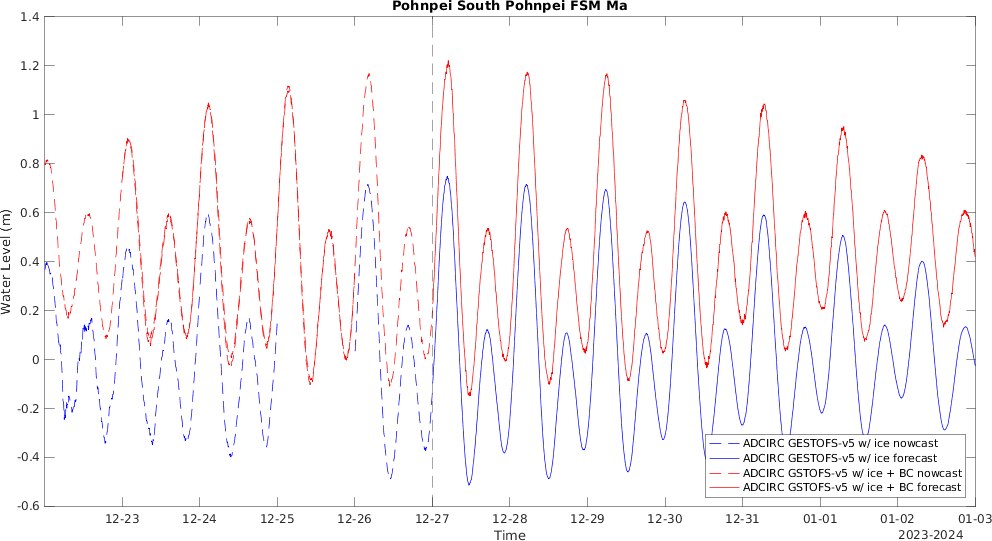 Pohnpei South Pohnpei FSM Ma
1.4
1.2
1
0.8
0.6
0.4
0.2
0
-0.2
-0.4
-0.6
Water Level (m)
ADCIRC GESTOFS-v5 w/ ice nowcast
ADCIRC GESTOFS-v5 w/ ice forecast
ADCIRC GSTOFS-v5 w/ ice + BC nowcast
ADCIRC GSTOFS-v5 w/ ice + BC forecast
12-23 12-24 12-25 12-26 12-27 12-28 12-29 12-30 12-31 01-01 01-02 01-03
Time
2023-2024